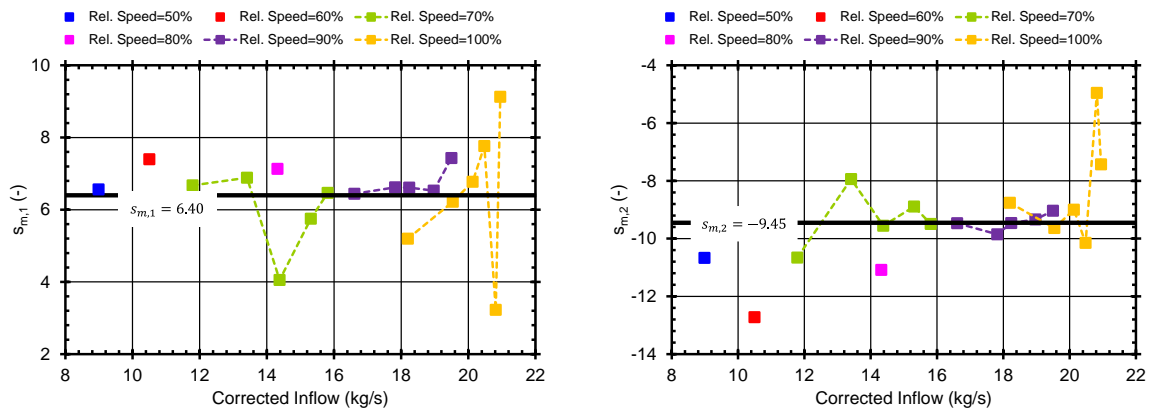 Rel. Speed=50% Rel. Speed=60% Rel. Speed=70%
Rel. Speed=80% Rel. Speed=90% Rel. Speed=100%
10
8
6
4
2
s_m,1 (-)
s_m,1 = 6.40
8 10 12 14 16 18 20 22
Corrected Inflow (kg/s)
Rel. Speed=50% Rel. Speed=60% Rel. Speed=70%
Rel. Speed=80% Rel. Speed=90% Rel. Speed=100%
-4
-6
-8
-10
-12
-14
s_m,2 (-)
s_m,2 = −9.45
8 10 12 14 16 18 20 22
Corrected Inflow (kg/s)